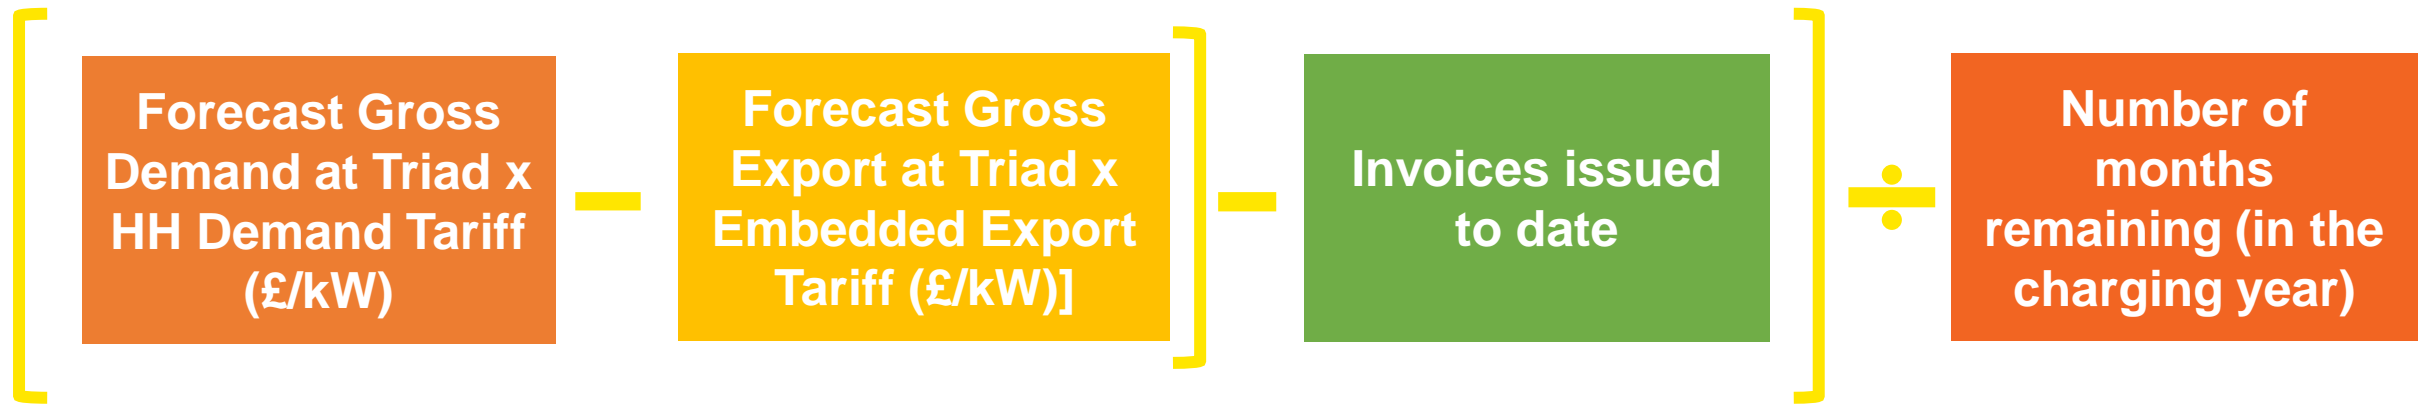 Forecast Gross
Demand at Triad x
HH Demand Tariff
(£/kW)
Forecast Gross
Export at Triad x
Embedded Export
Tariff (£/kW)]
Invoices issued
to date
Number of
months
remaining (in the
charging year)